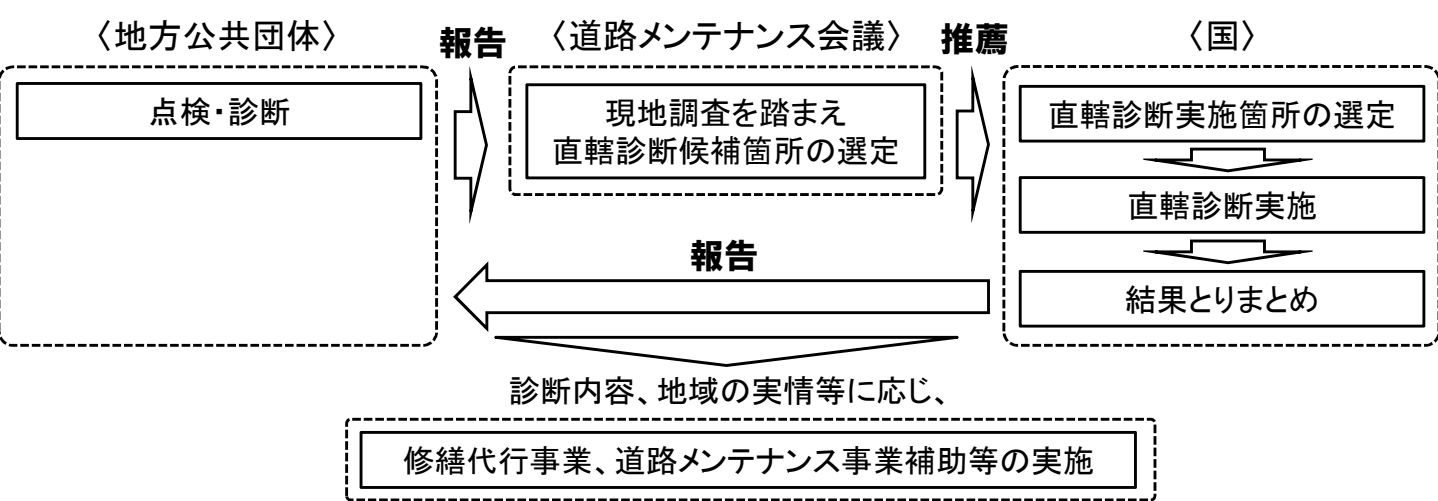 〈地方公共団体〉
報告
〈道路メンテナンス会議〉
推薦
〈国〉
点検・診断
現地調査を踏まえ
直轄診断候補箇所の選定
直轄診断実施箇所の選定
直轄診断実施
結果とりまとめ
報告
診断内容、地域の実情等に応じ、
修繕代行事業、道路メンテナンス事業補助等の実施